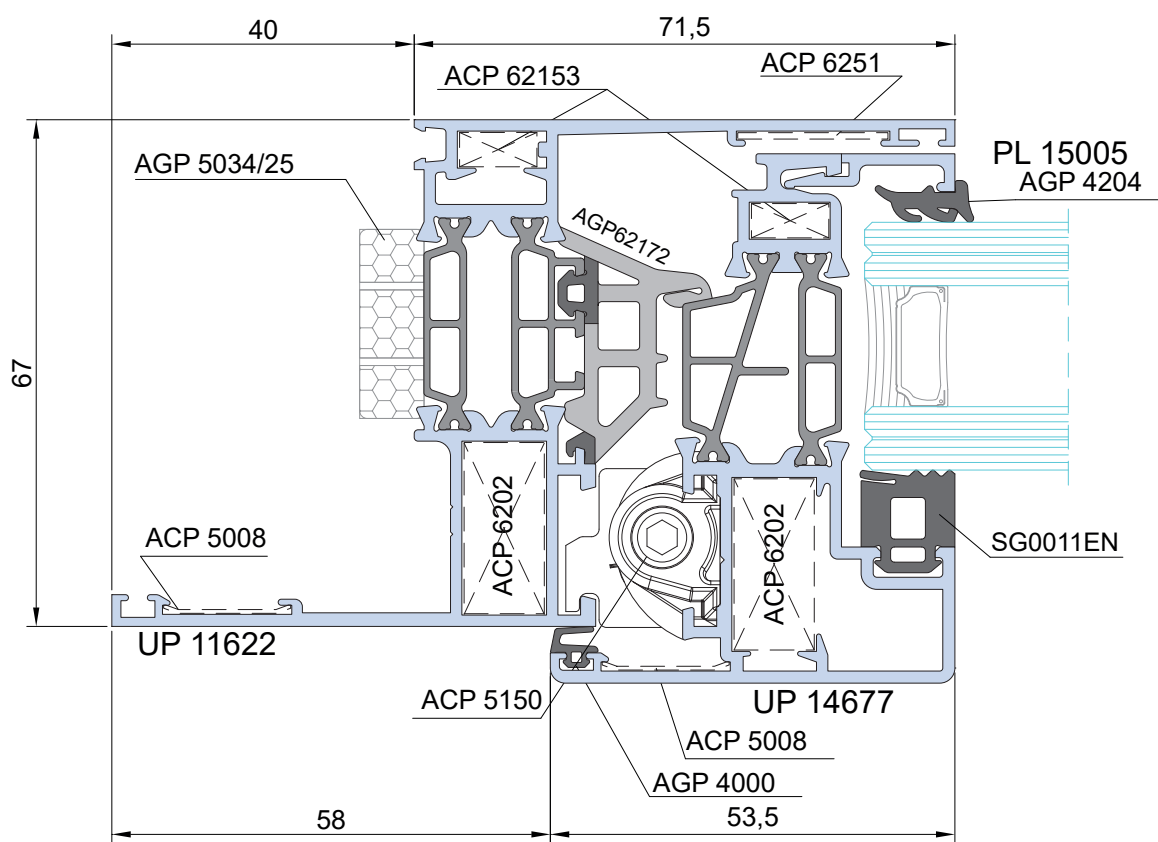 40
71,5
ACP 62153
ACP 6251
AGP 5034/25
PL 15005
AGP 4204
AGP62172
67
ACP 6202
ACP 6202
ACP 5008
SG0011EN
UP 11622
ACP 5150
UP 14677
ACP 5008
AGP 4000
58
53,5